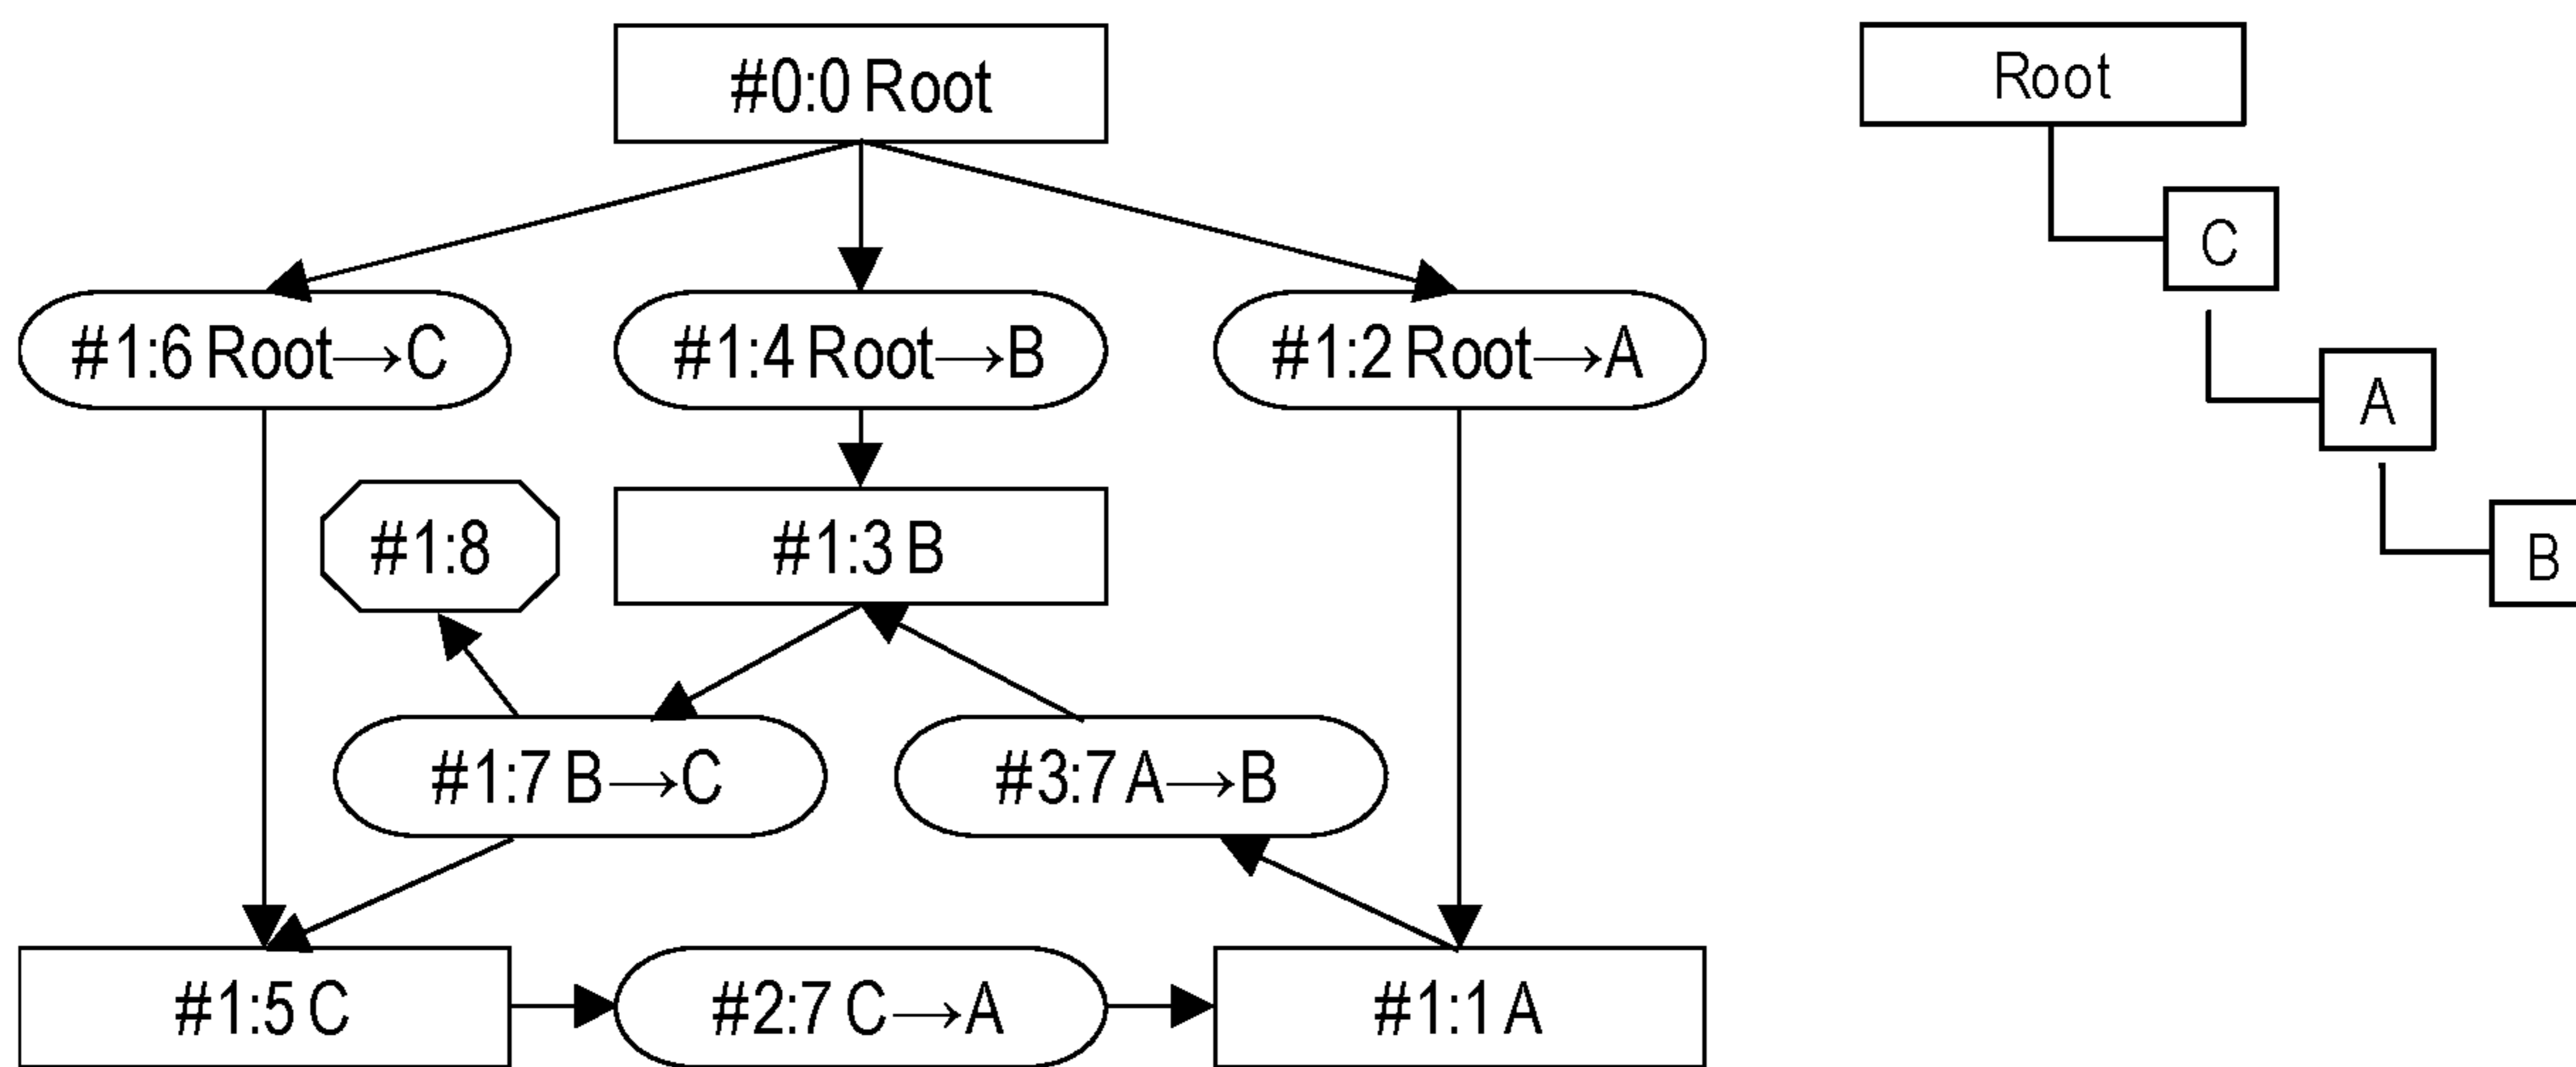 #0:0 Root
Root
C
#1:6 Root→C
#1:4 Root→B
#1:2 Root→A
A
#1:8
#1:3 B
B
#1:7 B→C
#3:7 A→B
#1:5 C
#2:7 C→A
#1:1 A